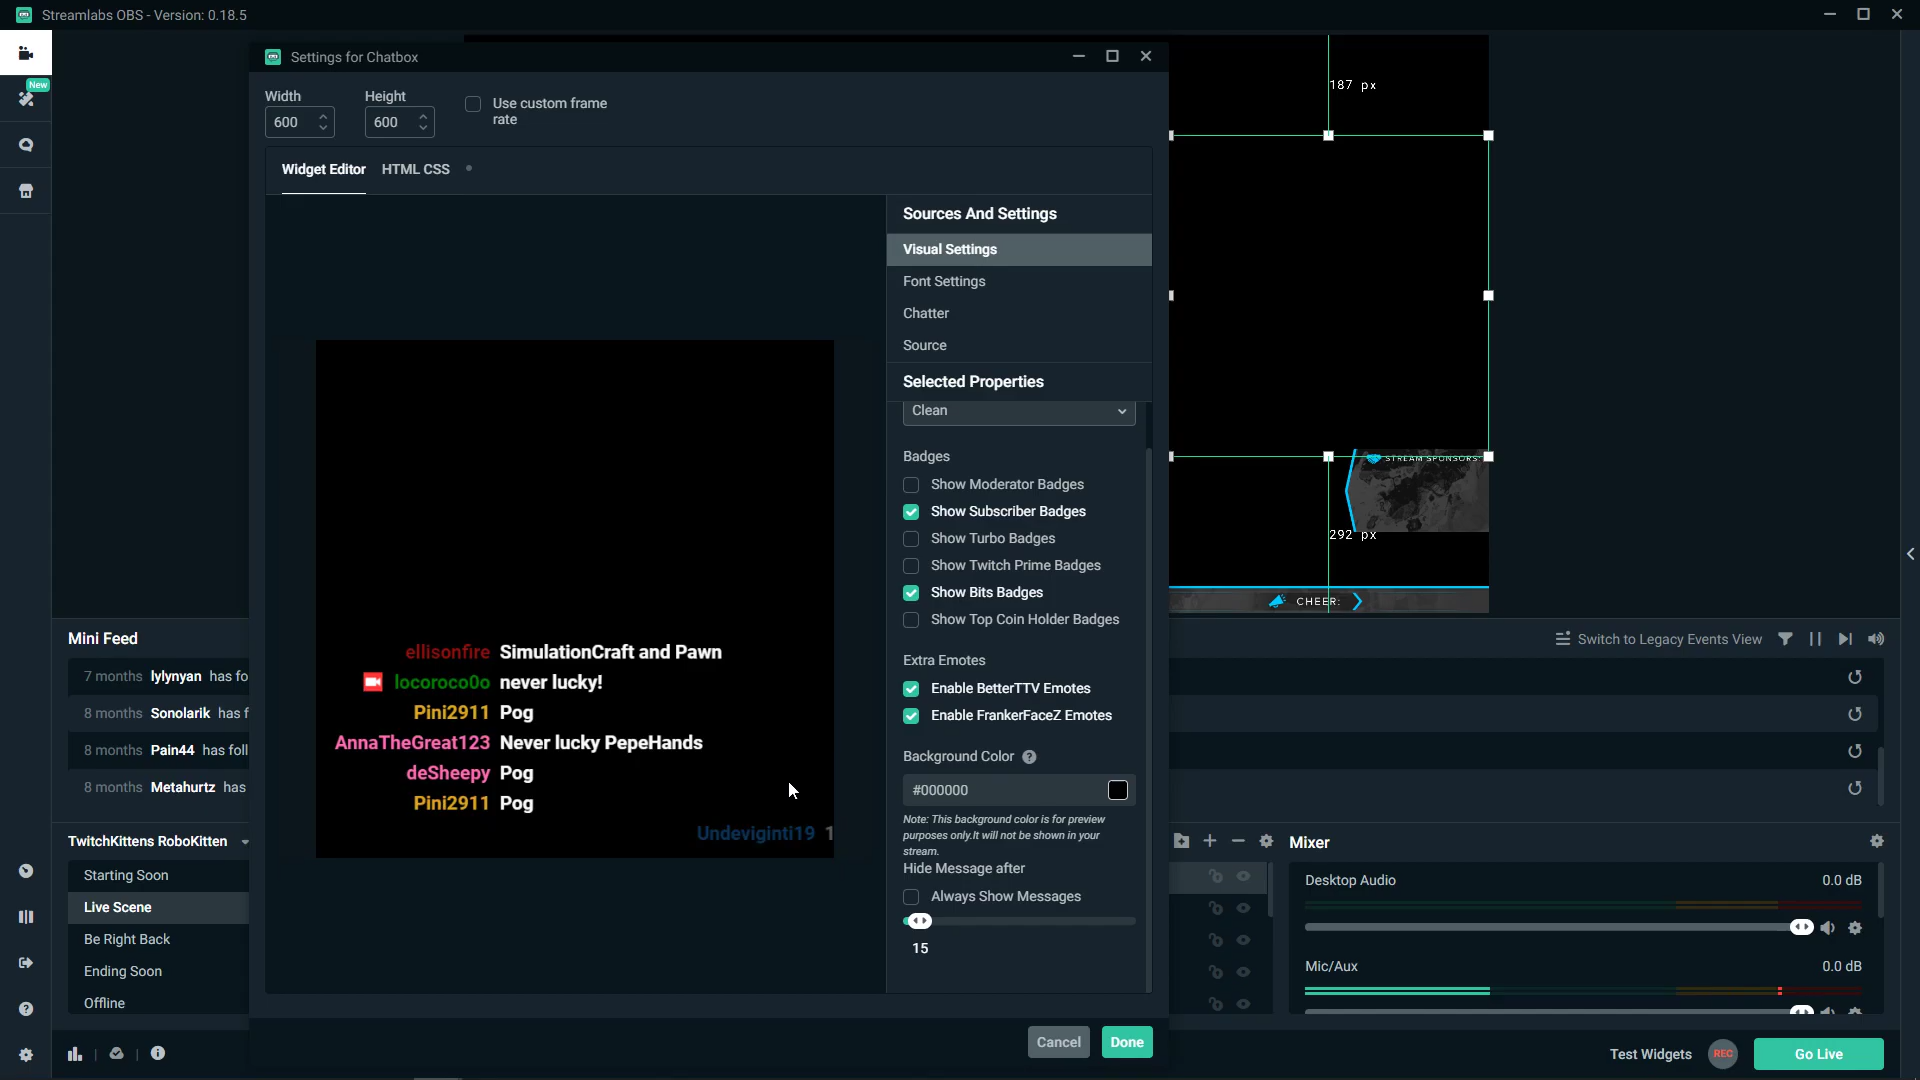 Streamlabs OBS - Version: 0.18.5
New
Settings for Chatbox
Width
600
Height
600
Use custom frame
rate
Widget Editor
HTML CSS
Sources And Settings
Visual Settings
Font Settings
Chatter
Source
Selected Properties
Clean
Badges
Show Moderator Badges
Show Subscriber Badges
Show Turbo Badges
Show Twitch Prime Badges
Show Bits Badges
Show Top Coin Holder Badges
Extra Emotes
Enable BetterTTV Emotes
Enable FrankerFaceZ Emotes
Background Color
#000000
Note: This background color is for preview
purposes only.It will not be shown in your
stream.
Hide Message after
Always Show Messages
15
ellisonfire SimulationCraft and Pawn
locoroco0o never lucky!
Pini2911 Pog
AnnaTheGreat123 Never lucky PepeHands
deSheepy Pog
Pini2911 Pog
Undeviginti19 1
Cancel
Done
187 px
STREAM SPONSORS:
292 px
CHEER:
Mini Feed
Switch to Legacy Events View
7 months lylynyan has fo
8 months Sonolarik has f
8 months Pain44 has foll
8 months Metahurtz has
TwitchKittens RoboKitten
Starting Soon
Live Scene
Be Right Back
Ending Soon
Offline
Mixer
Desktop Audio
0.0 dB
Mic/Aux
0.0 dB
Test Widgets
REC
Go Live